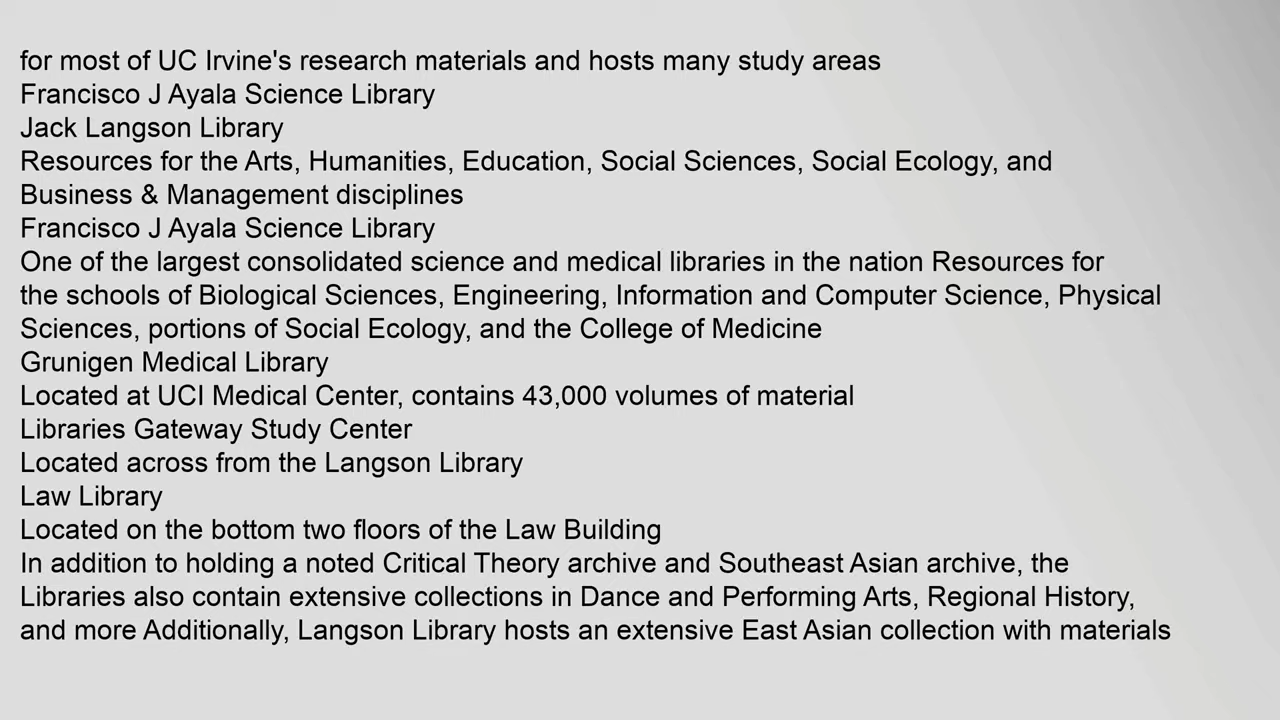 for most of UC Irvine's research materials and hosts many study areas
Francisco J Ayala Science Library
Jack Langson Library
Resources for the Arts, Humanities, Education, Social Sciences, Social Ecology, and
Business & Management disciplines
Francisco J Ayala Science Library
One of the largest consolidated science and medical libraries in the nation Resources for
the schools of Biological Sciences, Engineering, Information and Computer Science, Physical
Sciences, portions of Social Ecology, and the College of Medicine
Grunigen Medical Library
Located at UCI Medical Center, contains 43,000 volumes of material
Libraries Gateway Study Center
Located across from the Langson Library
Law Library
Located on the bottom two floors of the Law Building
In addition to holding a noted Critical Theory archive and Southeast Asian archive, the
Libraries also contain extensive collections in Dance and Performing Arts, Regional History,
and more Additionally, Langson Library hosts an extensive East Asian collection with materials